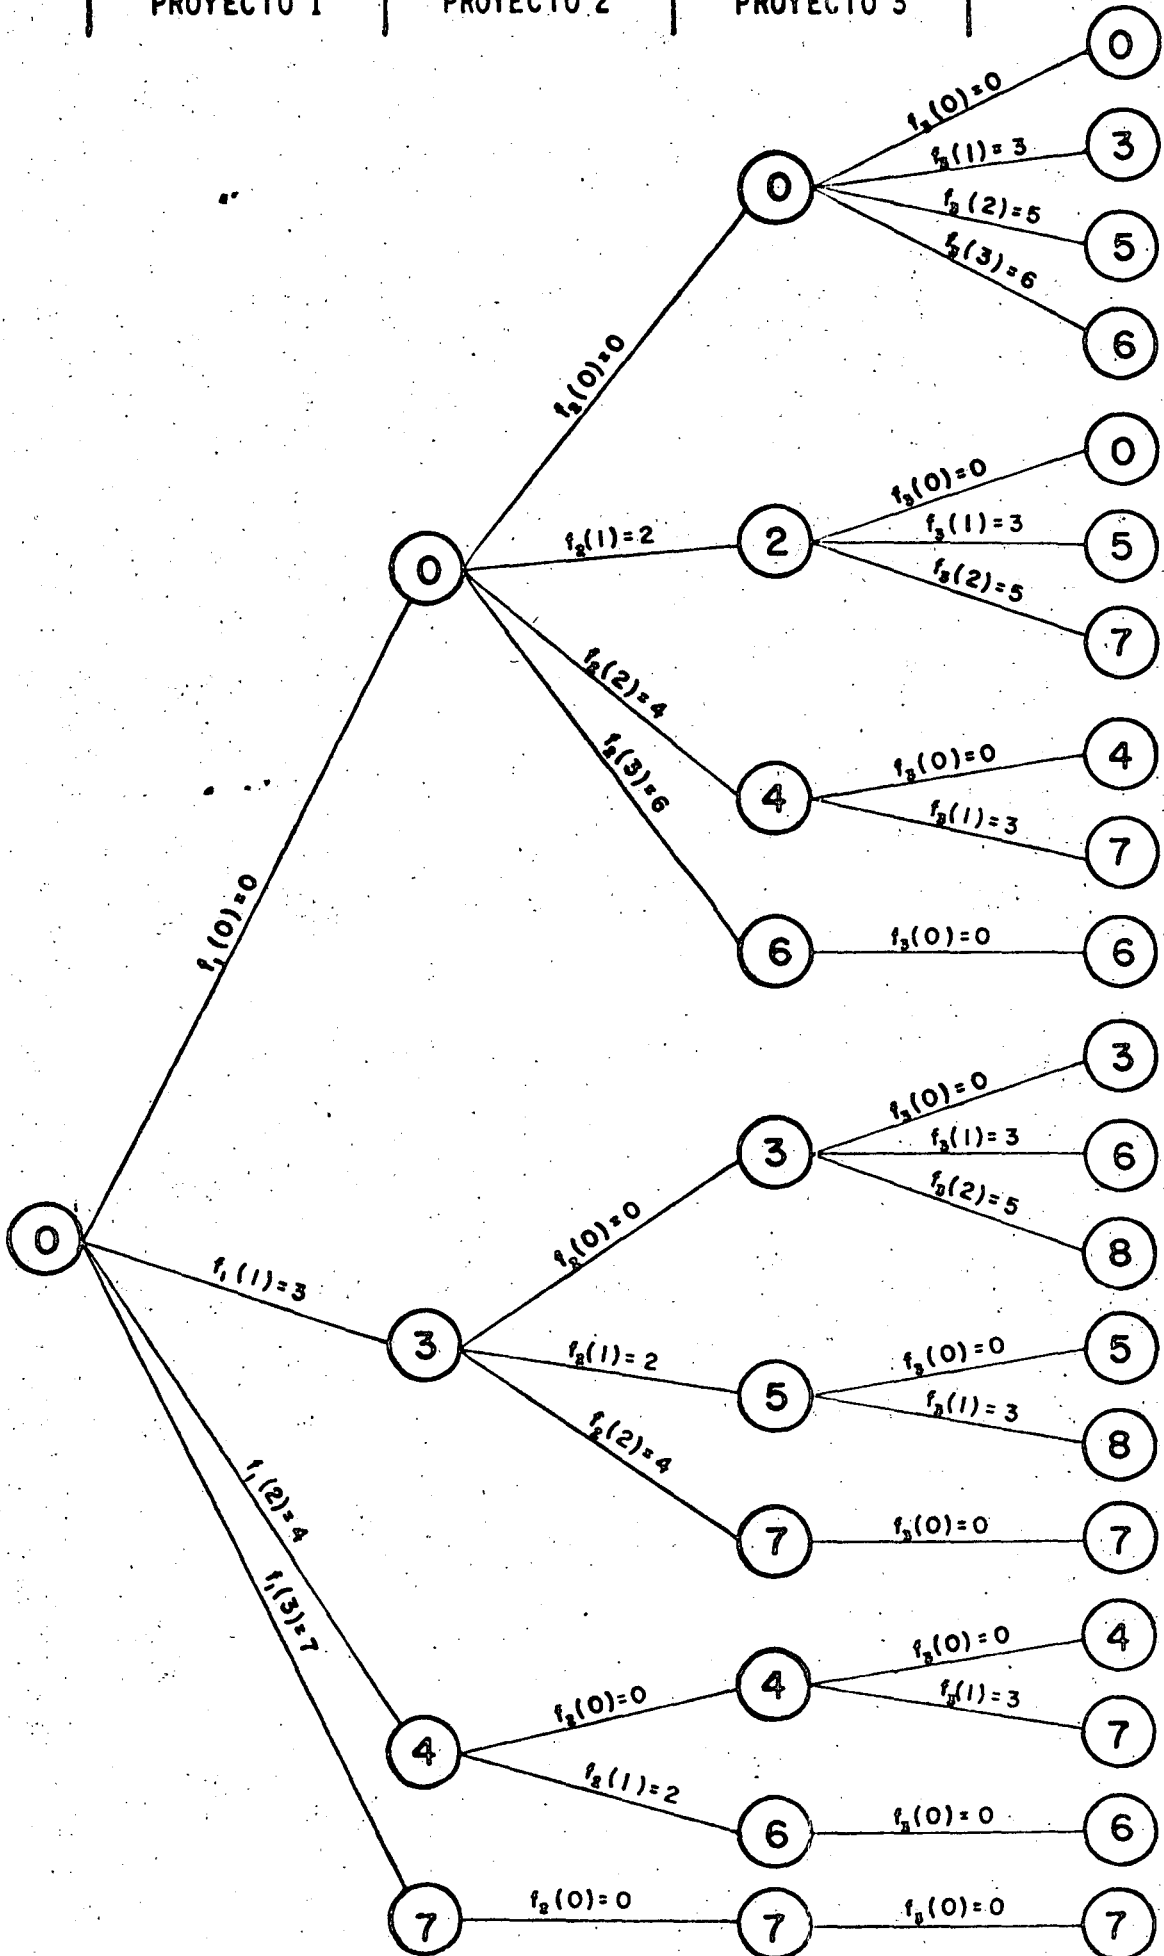 PROYECTO 1 PROYECTO 2 PROYECTO 3
0
f3(0)=0
f3(1)=3
3
0
f3(2)=5
5
f3(3)=6
6
f2(0)=0
0
f3(0)=0
f3(1)=3
5
f2(1)=2
2
0
f3(2)=5
7
f2(2)=4
f3(0)=0
4
f2(3)=6
4
f3(1)=3
7
f1(0)=0
6
f3(0)=0
6
3
f3(0)=0
3
f3(1)=3
6
f3(2)=5
8
f2(0)=0
0
f1(1)=3
3
f2(1)=2
5
f3(0)=0
5
f3(1)=3
8
f2(2)=4
7
f3(0)=0
7
f1(2)=4
f1(3)=7
f3(0)=0
4
4
f2(0)=0
f3(1)=3
7
4
f2(1)=2
6
f3(0)=0
6
7
f2(0)=0
7
f3(0)=0
7